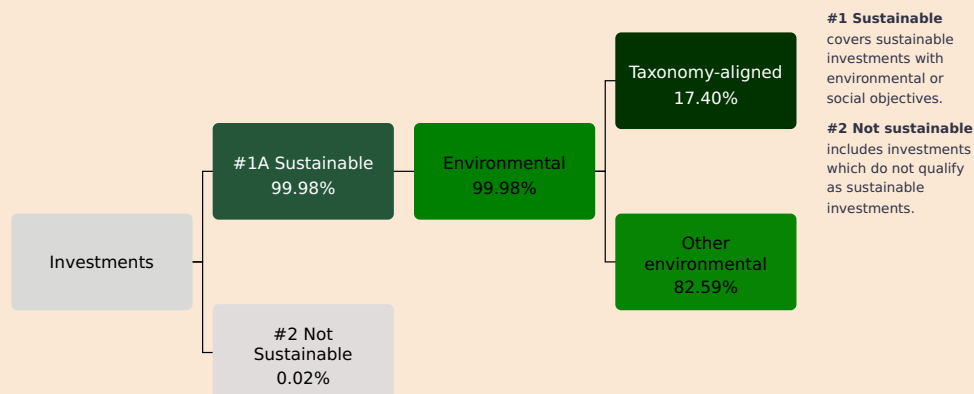 Investments
#1A Sustainable
99.98%
#2 Not
Sustainable
0.02%
Environmental
99.98%
Taxonomy-aligned
17.40%
Other
environmental
82.59%
#1 Sustainable
covers sustainable
investments with
environmental or
social objectives.
#2 Not sustainable
includes investments
which do not qualify
as sustainable
investments.